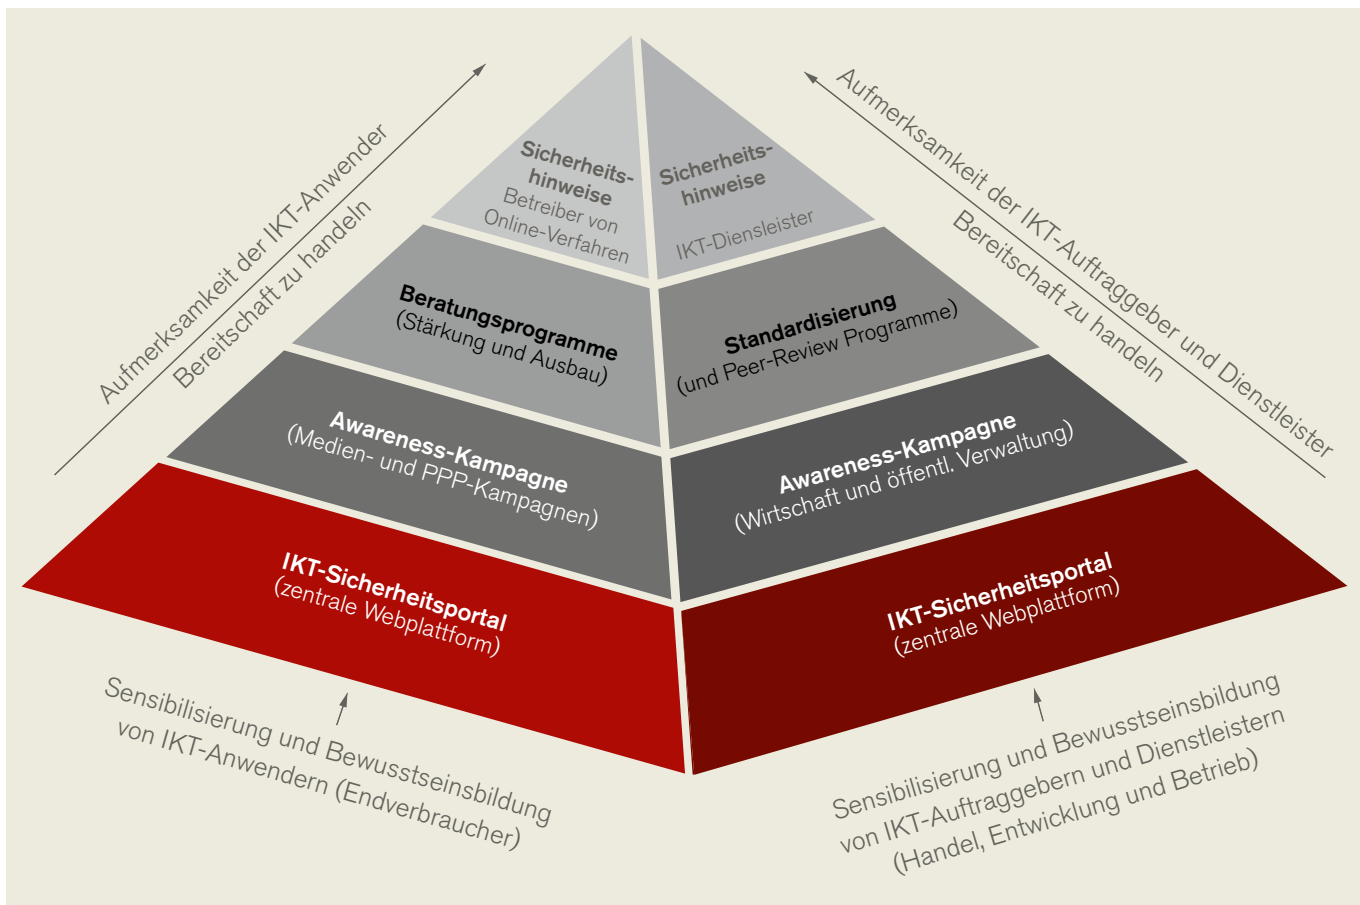 Aufmerksamkeit der IKT-Anwender
Bereitschaft zu handeln
Aufmerksamkeit der IKT-Auftraggeber und Dienstleister
Bereitschaft zu handeln
Sicherheits-
hinweise
Betreiber von
Online-Verfahren
Sicherheits-
hinweise
IKT-Diensleister
Beratungsprogramme
(Stärkung und Ausbau)
Standardisierung
(und Peer-Review Programme)
Awareness-Kampagne
(Medien- und PPP-Kampagnen)
Awareness-Kampagne
(Wirtschaft und öffentl. Verwaltung)
IKT-Sicherheitsportal
(zentrale Webplattform)
IKT-Sicherheitsportal
(zentrale Webplattform)
Sensibilisierung und Bewusstseinsbildung
von IKT-Anwendern (Endverbraucher)
Sensibilisierung und Bewusstseinsbildung
von IKT-Auftraggebern und Dienstleistern
(Handel, Entwicklung und Betrieb)